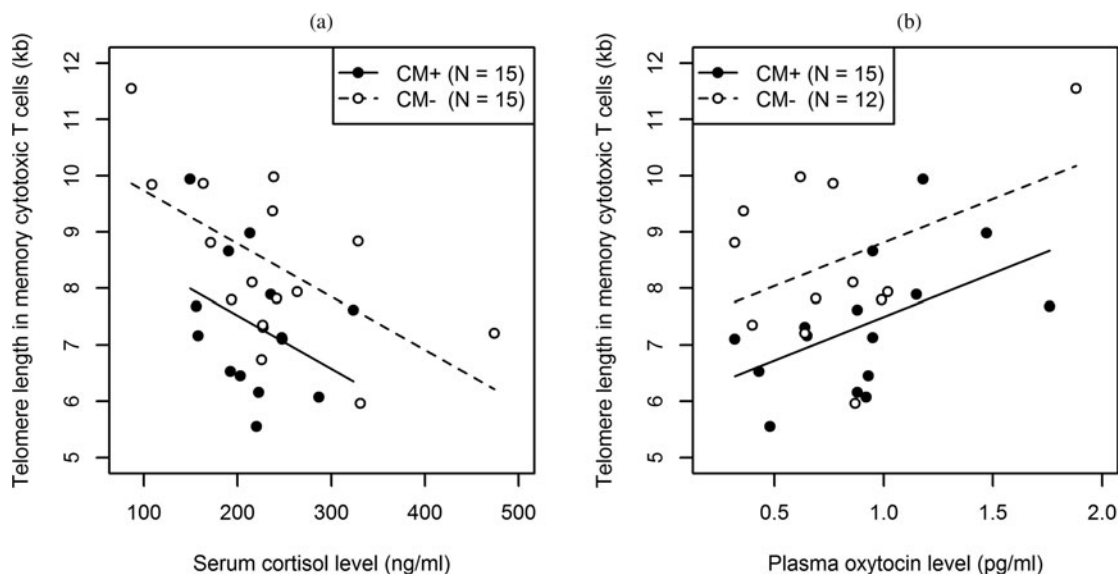 (a)
CM+ (N = 15)
CM- (N = 15)
Telomere length in memory cytotoxic T cells (kb)
12
11
10
9
8
7
6
5
100
200
300
400
500
Serum cortisol level (ng/ml)
(b)
CM+ (N = 15)
CM- (N = 12)
Telomere length in memory cytotoxic T cells (kb)
12
11
10
9
8
7
6
5
0.5
1.0
1.5
2.0
Plasma oxytocin level (pg/ml)